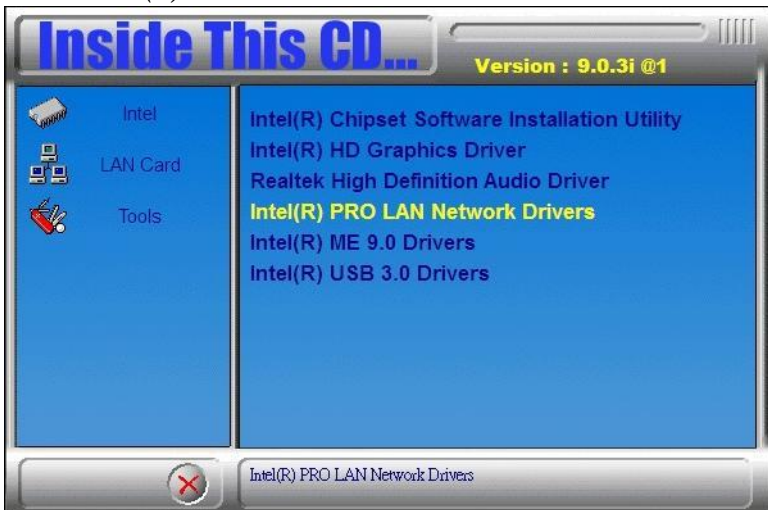 Inside This CD...
Version : 9.0.3i @1
Intel
LAN Card
Tools
Intel(R) Chipset Software Installation Utility
Intel(R) HD Graphics Driver
Realtek High Definition Audio Driver
Intel(R) PRO LAN Network Drivers
Intel(R) ME 9.0 Drivers
Intel(R) USB 3.0 Drivers
Intel(R) PRO LAN Network Drivers